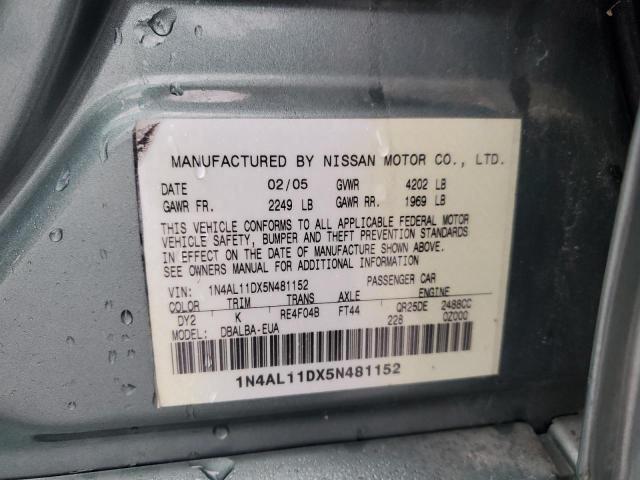 MANUFACTURED BY NISSAN MOTOR CO., LTD.
DATE 02/05 GVWR 4202 LB
GAWR FR. 2249 LB GAWR RR. 1969 LB
THIS VEHICLE CONFORMS TO ALL APPLICABLE FEDERAL MOTOR
VEHICLE SAFETY, BUMPER AND THEFT PREVENTION STANDARDS
IN EFFECT ON THE DATE OF MANUFACTURE SHOWN ABOVE.
SEE OWNERS MANUAL FOR ADDITIONAL INFORMATION
VIN: 1N4AL11DX5N481152 PASSENGER CAR
COLOR TRIM TRANS AXLE ENGINE
DY2 K RE4F04B FT44 QR25DE 2488CC
MODEL: DBALBA-EUA 228 0Z000
1N4AL11DX5N481152